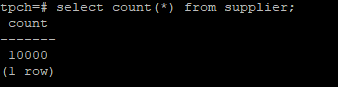 tpch=# select count(*) from supplier;
 count
-------
 10000
(1 row)